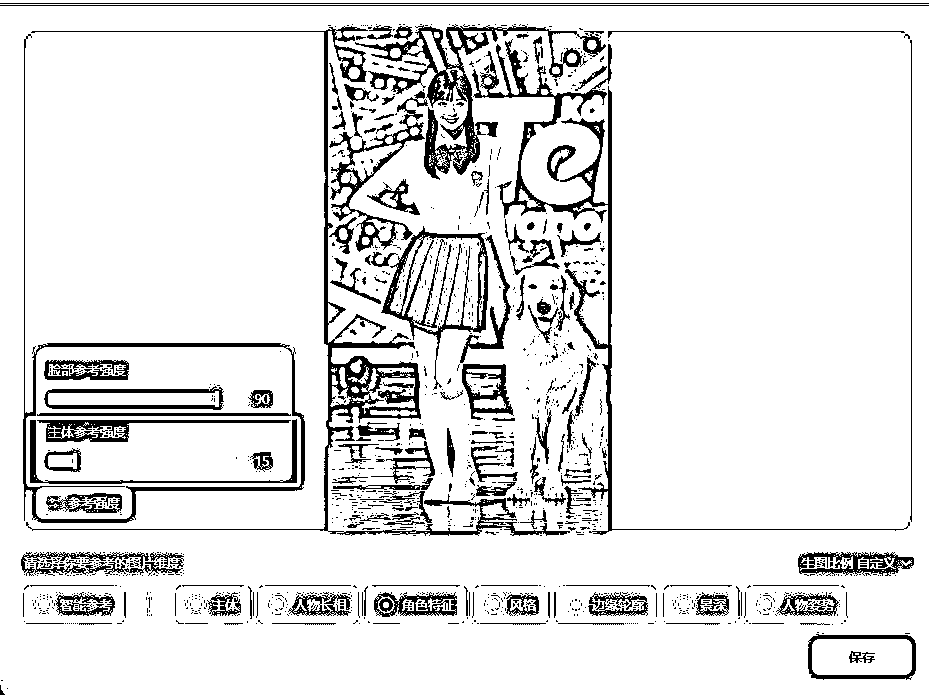 Ka
Te
lana
脸部参考强度
90
主体参考强度
15
参考强度
请选择你要参考的图片维度
生图比例 自定义
智能参考 主体 人物长相 角色特征 风格 边缘轮廓 景深 人物姿势
保存